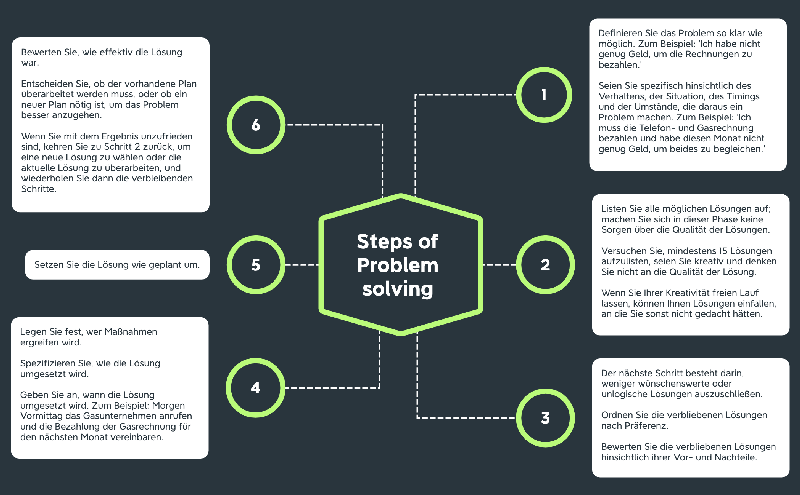 Steps of
Problem
solving
1
Definieren Sie das Problem so klar wie
möglich. Zum Beispiel: 'Ich habe nicht
genug Geld, um die Rechnungen zu
bezahlen.'
Seien Sie spezifisch hinsichtlich des
Verhaltens, der Situation, des Timings
und der Umstände, die daraus ein
Problem machen. Zum Beispiel: 'Ich
muss die Telefon- und Gasrechnung
bezahlen und habe diesen Monat nicht
genug Geld, um beides zu begleichen.'
2
Listen Sie alle möglichen Lösungen auf;
machen Sie sich in dieser Phase keine
Sorgen über die Qualität der Lösungen.
Versuchen Sie, mindestens 15 Lösungen
aufzulisten, seien Sie kreativ und denken
Sie nicht an die Qualität der Lösung.
Wenn Sie Ihrer Kreativität freien Lauf
lassen, können Ihnen Lösungen einfallen,
an die Sie sonst nicht gedacht hätten.
3
Der nächste Schritt besteht darin,
weniger wünschenswerte oder
unlogische Lösungen auszuschließen.
Ordnen Sie die verbliebenen Lösungen
nach Präferenz.
Bewerten Sie die verbliebenen Lösungen
hinsichtlich ihrer Vor- und Nachteile.
4
Legen Sie fest, wer Maßnahmen
ergreifen wird.
Spezifizieren Sie, wie die Lösung
umgesetzt wird.
Geben Sie an, wann die Lösung
umgesetzt wird. Zum Beispiel: Morgen
Vormittag das Gasunternehmen anrufen
und die Bezahlung der Gasrechnung für
den nächsten Monat vereinbaren.
5
Setzen Sie die Lösung wie geplant um.
6
Bewerten Sie, wie effektiv die Lösung
war.
Entscheiden Sie, ob der vorhandene Plan
überarbeitet werden muss, oder ob ein
neuer Plan nötig ist, um das Problem
besser anzugehen.
Wenn Sie mit dem Ergebnis unzufrieden
sind, kehren Sie zu Schritt 2 zurück, um
eine neue Lösung zu wählen oder die
aktuelle Lösung zu überarbeiten, und
wiederholen Sie dann die verbleibenden
Schritte.